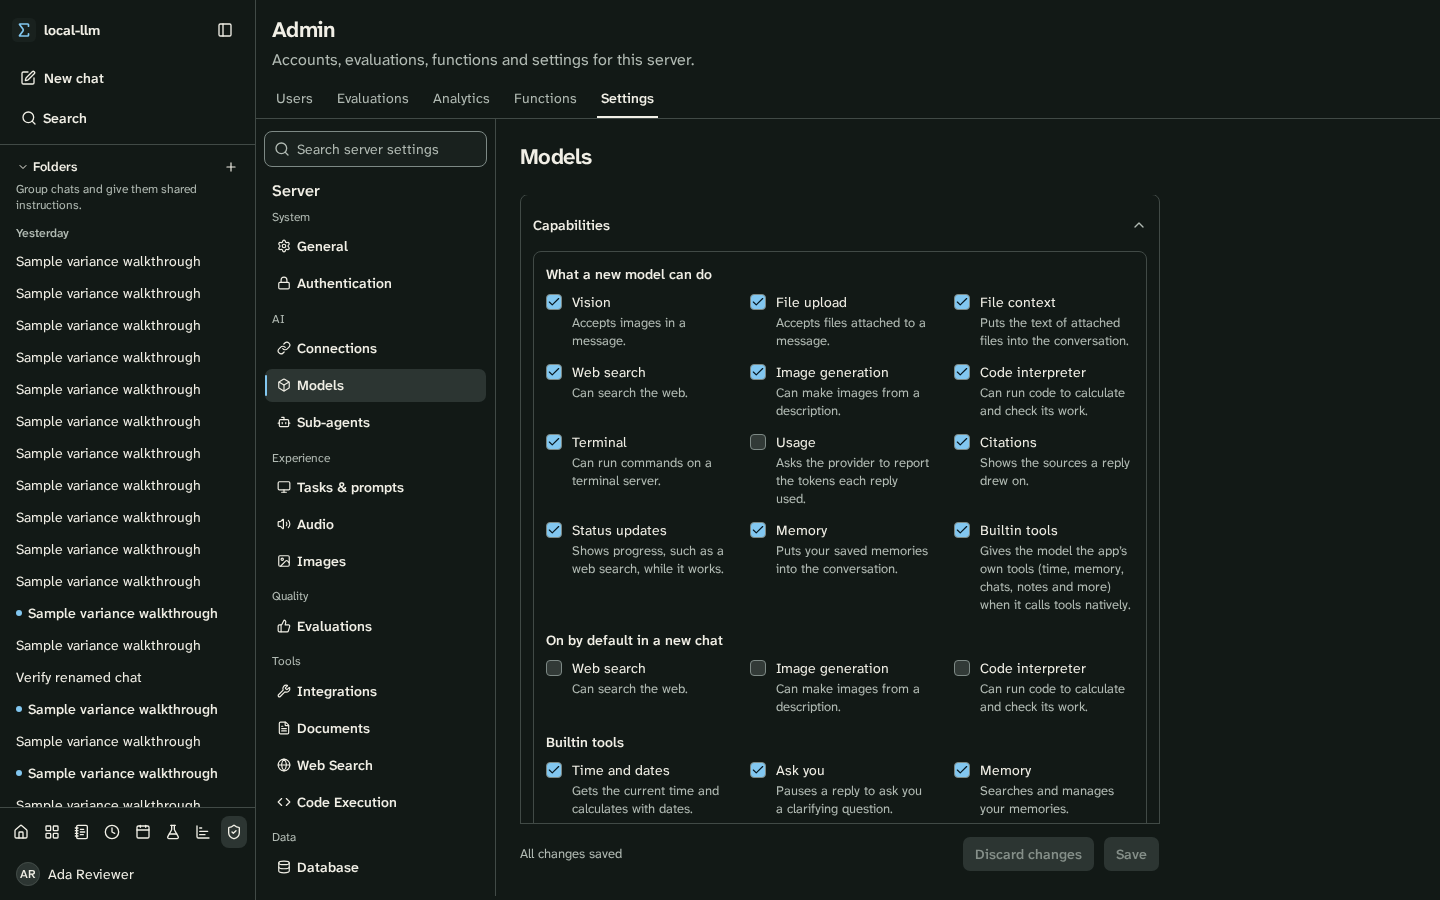 local-llm
New chat
Search
Folders
Group chats and give them shared
instructions.
Yesterday
Sample variance walkthrough
Sample variance walkthrough
Sample variance walkthrough
Sample variance walkthrough
Sample variance walkthrough
Sample variance walkthrough
Sample variance walkthrough
Sample variance walkthrough
Sample variance walkthrough
Sample variance walkthrough
Sample variance walkthrough
Sample variance walkthrough
Sample variance walkthrough
Verify renamed chat
Sample variance walkthrough
Sample variance walkthrough
Sample variance walkthrough
Sample variance walkthrough
AR Ada Reviewer
Admin
Accounts, evaluations, functions and settings for this server.
Users Evaluations Analytics Functions Settings
Search server settings
Server
System
General
Authentication
AI
Connections
Models
Sub-agents
Experience
Tasks & prompts
Audio
Images
Quality
Evaluations
Tools
Integrations
Documents
Web Search
Code Execution
Data
Database
Models
Capabilities
What a new model can do
Vision
Accepts images in a
message.
File upload
Accepts files attached to a
message.
File context
Puts the text of attached
files into the conversation.
Web search
Can search the web.
Image generation
Can make images from a
description.
Code interpreter
Can run code to calculate
and check its work.
Terminal
Can run commands on a
terminal server.
Usage
Asks the provider to report
the tokens each reply
used.
Citations
Shows the sources a reply
drew on.
Status updates
Shows progress, such as a
web search, while it works.
Memory
Puts your saved memories
into the conversation.
Builtin tools
Gives the model the app's
own tools (time, memory,
chats, notes and more)
when it calls tools natively.
On by default in a new chat
Web search
Can search the web.
Image generation
Can make images from a
description.
Code interpreter
Can run code to calculate
and check its work.
Builtin tools
Time and dates
Gets the current time and
calculates with dates.
Ask you
Pauses a reply to ask you
a clarifying question.
Memory
Searches and manages
your memories.
All changes saved
Discard changes
Save